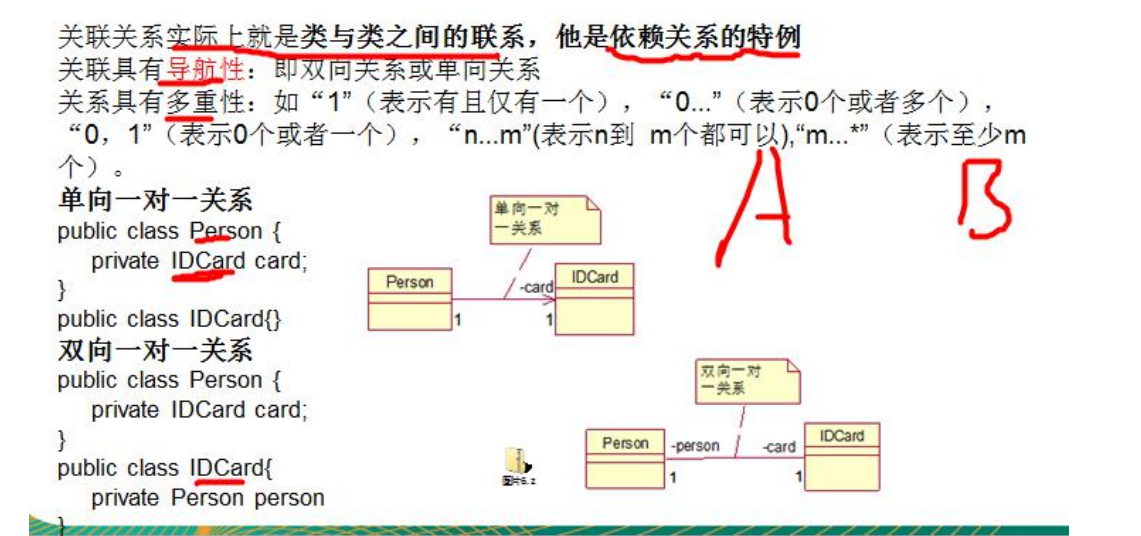 关联关系实际上就是类与类之间的联系，他是依赖关系的特例
关联具有导航性：即双向关系或单向关系
关系具有多重性：如“1”（表示有且仅有一个），“0...”（表示0个或者多个），
“0，1”（表示0个或者一个），“n...m”(表示n到 m个都可以),“m...*”（表示至少m
个）。
A
B
单向一对一关系
public class Person {
private IDCard card;
}
public class IDCard{}
单向一对
一关系
Person
-card
IDCard
1
1
双向一对一关系
public class Person {
private IDCard card;
}
public class IDCard{
private Person person
}
双向一对
一关系
Person
-person
-card
IDCard
1
1
图片6.z